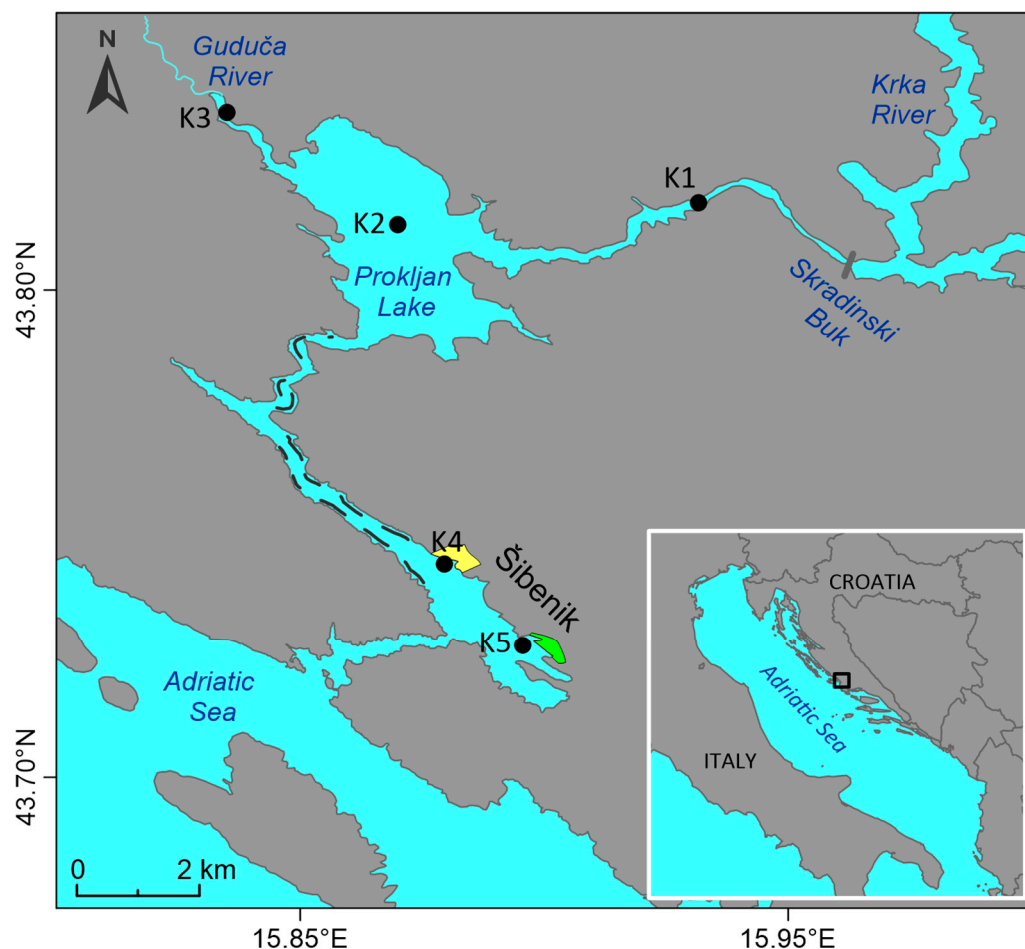 N
Guduča
River
K3
Krka
River
K1
K2
Prokljan
Lake
Skradinski
Buk
43.80°N
K4
Šibenik
K5
Adriatic
Sea
43.70°N
0 2 km
15.85°E 15.95°E
CROATIA
Adriatic Sea
ITALY